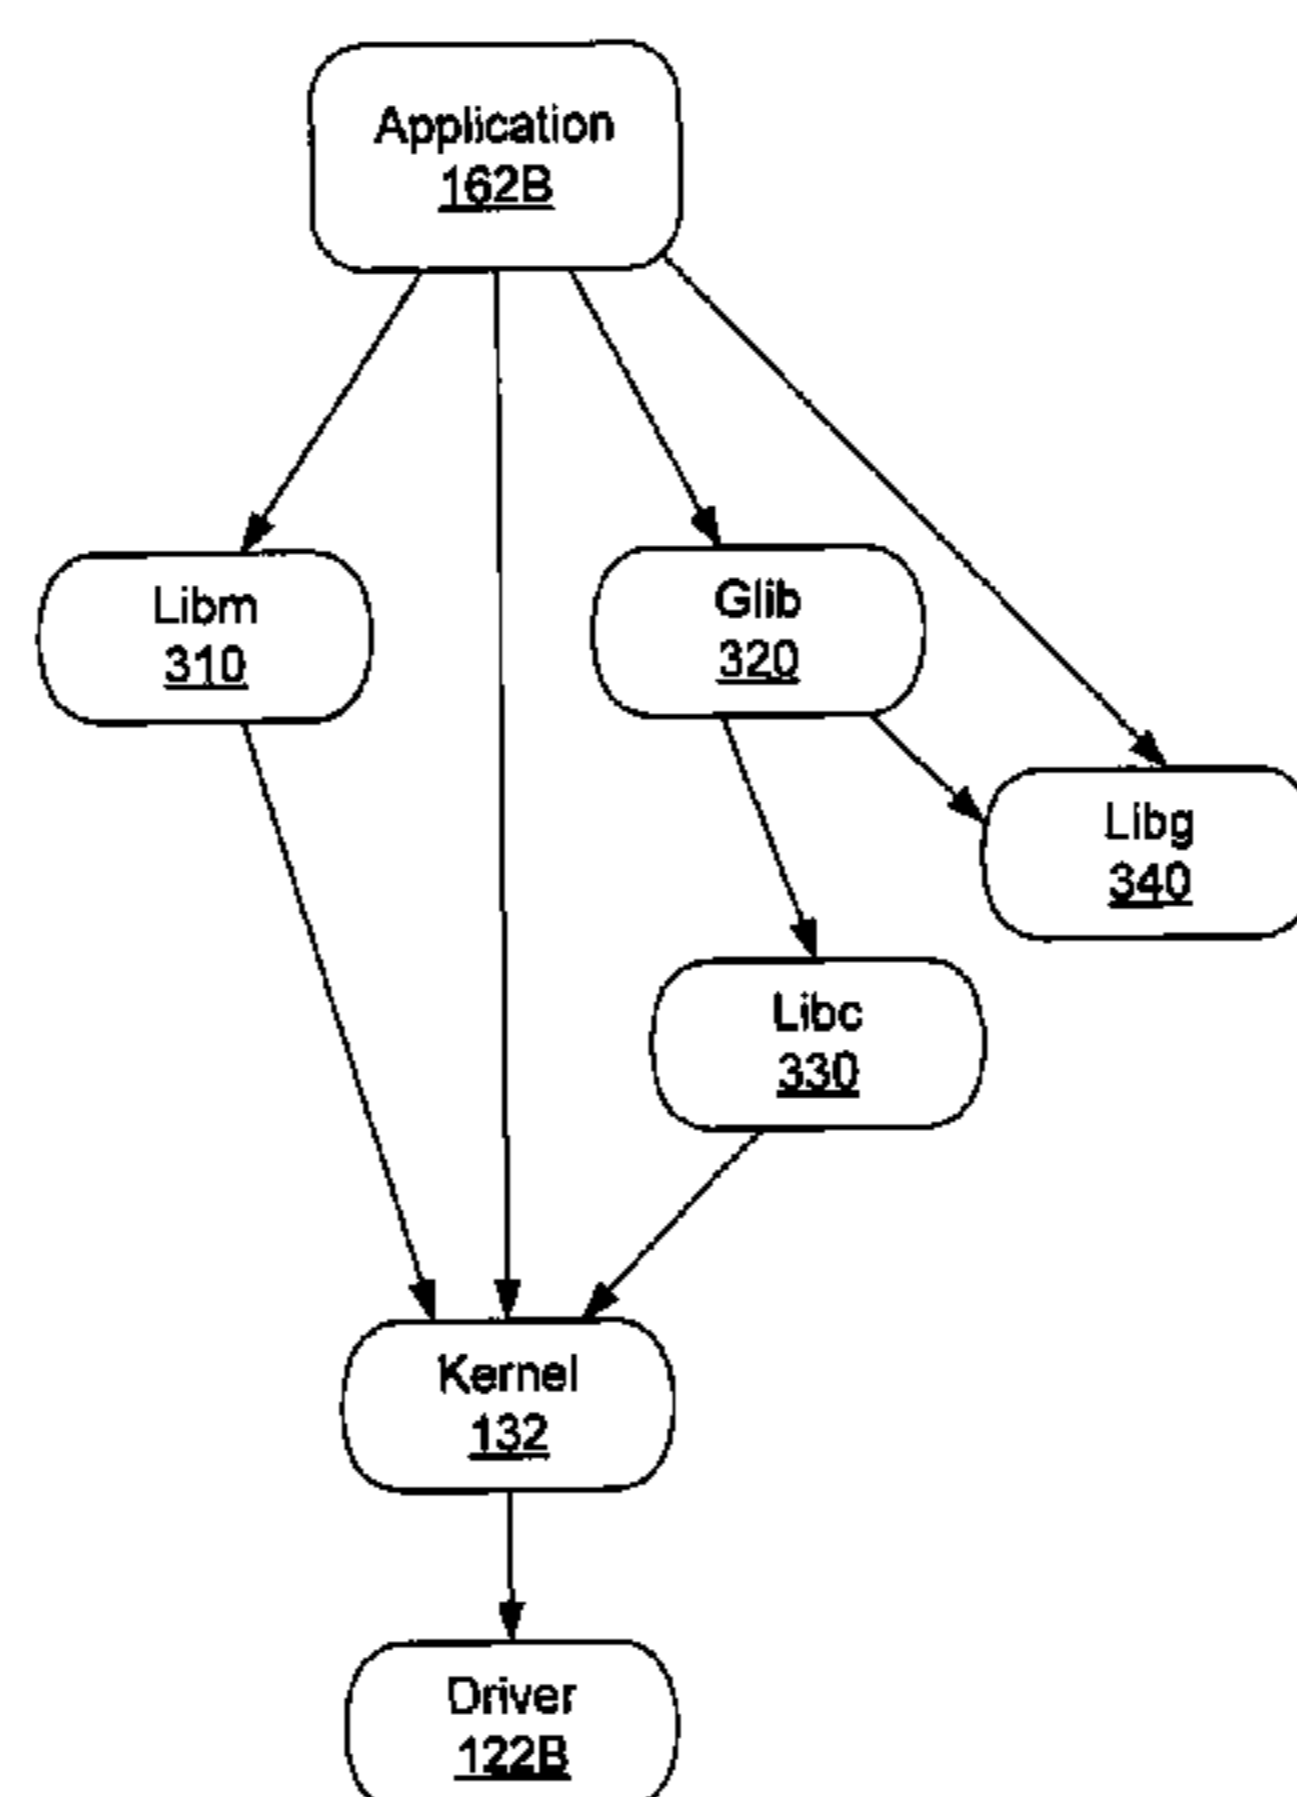 Application
162B
Libm
310
Glib
320
Libg
340
Libc
330
Kernel
132
Driver
122B